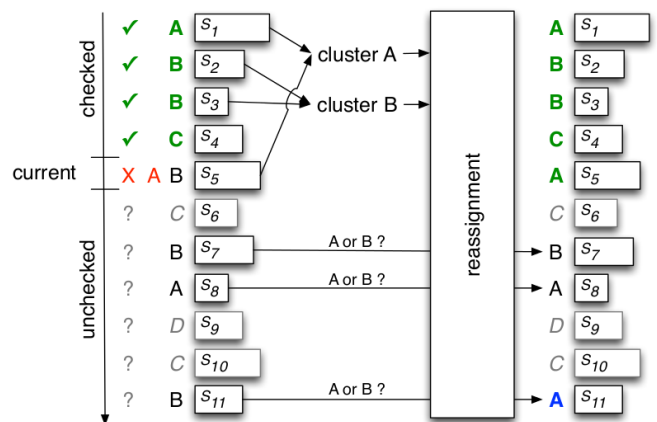 ✓ A S1 A S1
cluster A
✓ B S2 B S2
✓ B S3 cluster B B S3
✓ C S4 C S4
current X A B S5 A S5
? C S6 C S6
? B S7 A or B ? B S7
? A S8 A or B ? A S8
? D S9 D S9
? C S10 C S10
? B S11 A or B ? A S11
checked
unchecked
reassignment